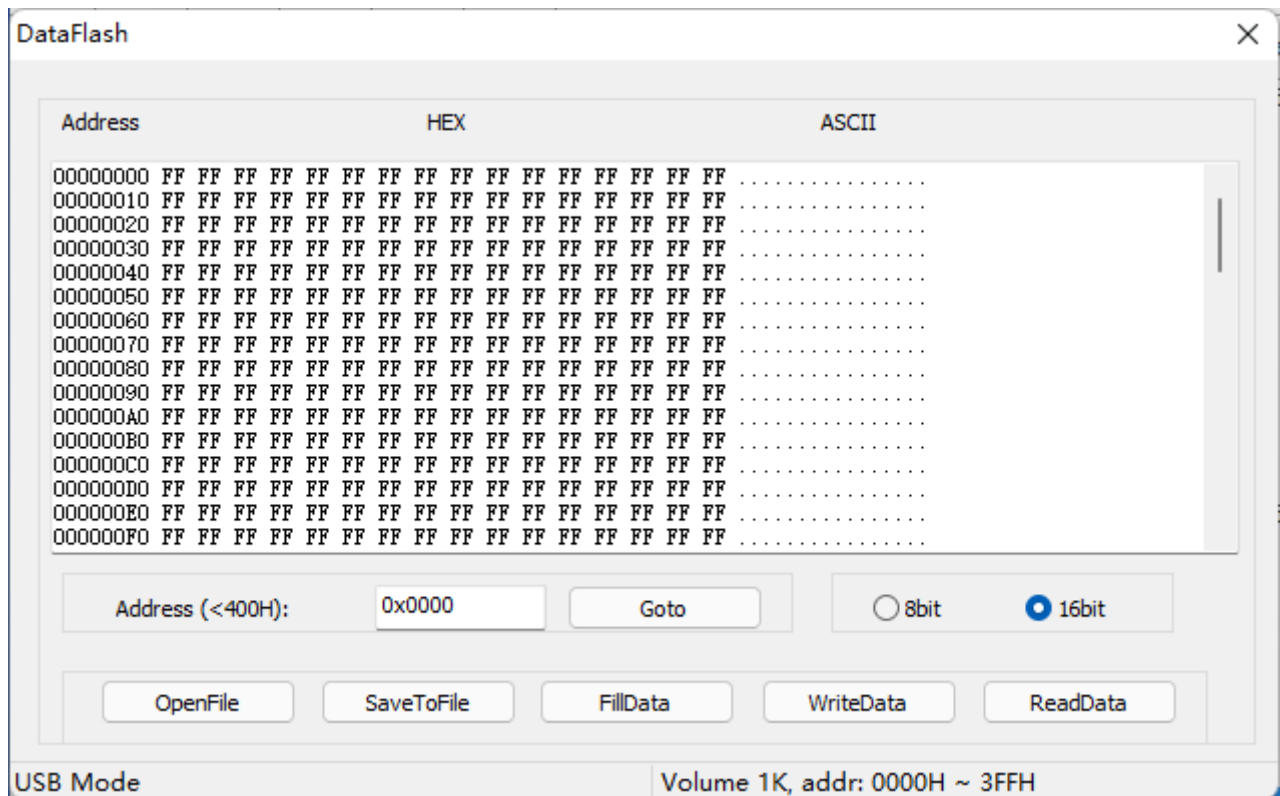 DataFlash
Address HEX ASCII
00000000 FF FF FF FF FF FF FF FF FF FF FF FF FF FF FF FF ................
00000010 FF FF FF FF FF FF FF FF FF FF FF FF FF FF FF FF ................
00000020 FF FF FF FF FF FF FF FF FF FF FF FF FF FF FF FF ................
00000030 FF FF FF FF FF FF FF FF FF FF FF FF FF FF FF FF ................
00000040 FF FF FF FF FF FF FF FF FF FF FF FF FF FF FF FF ................
00000050 FF FF FF FF FF FF FF FF FF FF FF FF FF FF FF FF ................
00000060 FF FF FF FF FF FF FF FF FF FF FF FF FF FF FF FF ................
00000070 FF FF FF FF FF FF FF FF FF FF FF FF FF FF FF FF ................
00000080 FF FF FF FF FF FF FF FF FF FF FF FF FF FF FF FF ................
00000090 FF FF FF FF FF FF FF FF FF FF FF FF FF FF FF FF ................
000000A0 FF FF FF FF FF FF FF FF FF FF FF FF FF FF FF FF ................
000000B0 FF FF FF FF FF FF FF FF FF FF FF FF FF FF FF FF ................
000000C0 FF FF FF FF FF FF FF FF FF FF FF FF FF FF FF FF ................
000000D0 FF FF FF FF FF FF FF FF FF FF FF FF FF FF FF FF ................
000000E0 FF FF FF FF FF FF FF FF FF FF FF FF FF FF FF FF ................
000000F0 FF FF FF FF FF FF FF FF FF FF FF FF FF FF FF FF ................
Address (<400H): 0x0000 Goto 8bit 16bit
OpenFile SaveToFile FillData WriteData ReadData
USB Mode Volume 1K, addr: 0000H ~ 3FFH